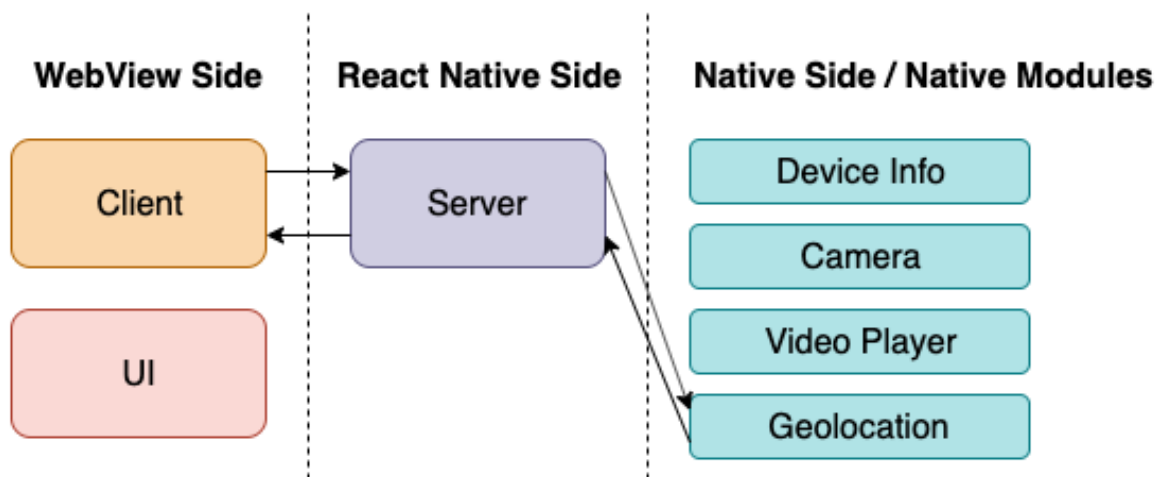 WebView Side
React Native Side
Native Side / Native Modules
Client
Server
Device Info
Camera
UI
Video Player
Geolocation